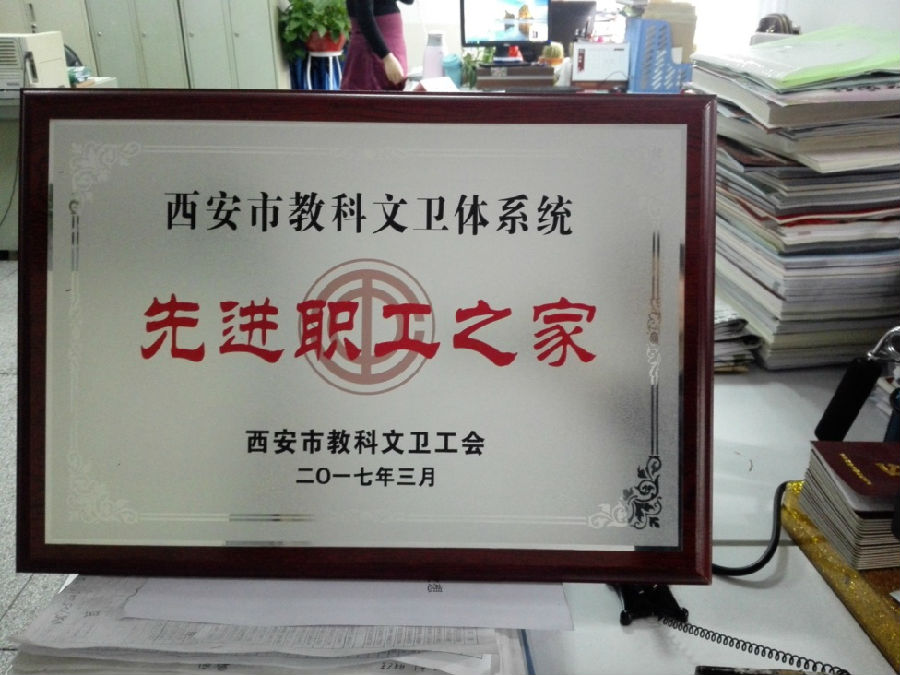 西安市教科文卫体系统
先进职工之家
西安市教科文卫工会
二〇一七年三月